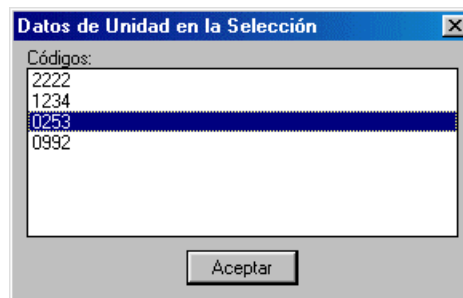 Datos de Unidad en la Selección
Códigos:
2222
1234
0253
0992
Aceptar